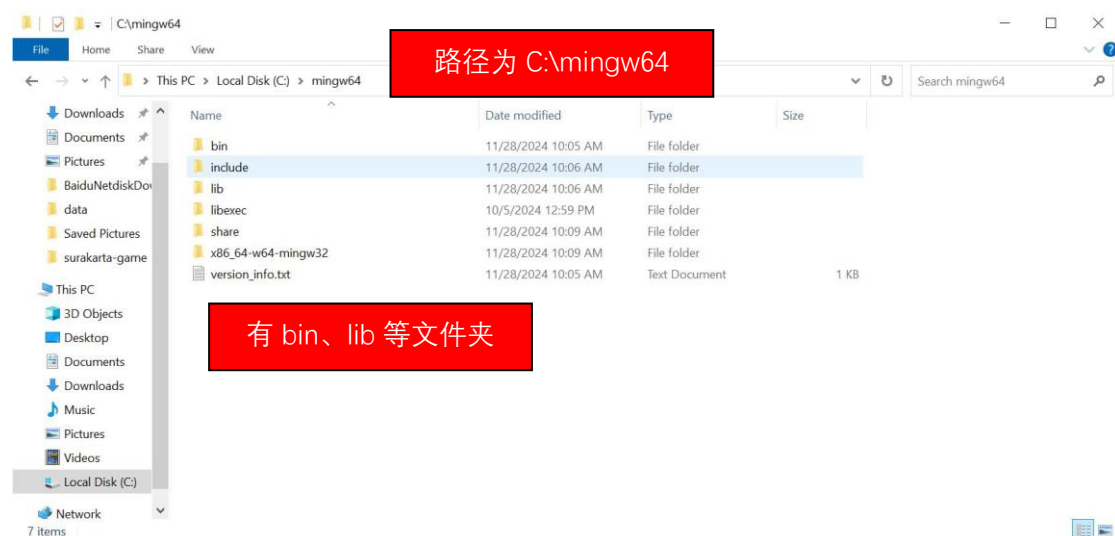 C:\mingw64
File Home Share View
路径为 C:\mingw64
This PC > Local Disk (C:) > mingw64
Search mingw64
Name Date modified Type Size
Downloads
Documents
Pictures
BaiduNetdiskDo
data
Saved Pictures
surakarta-game
This PC
3D Objects
Desktop
Documents
Downloads
Music
Pictures
Videos
Local Disk (C:)
Network
bin 11/28/2024 10:05 AM File folder
include 11/28/2024 10:06 AM File folder
lib 11/28/2024 10:06 AM File folder
libexec 10/5/2024 12:59 PM File folder
share 11/28/2024 10:09 AM File folder
x86_64-w64-mingw32 11/28/2024 10:09 AM File folder
version_info.txt 11/28/2024 10:05 AM Text Document 1 KB
有 bin、lib 等文件夹
7 items